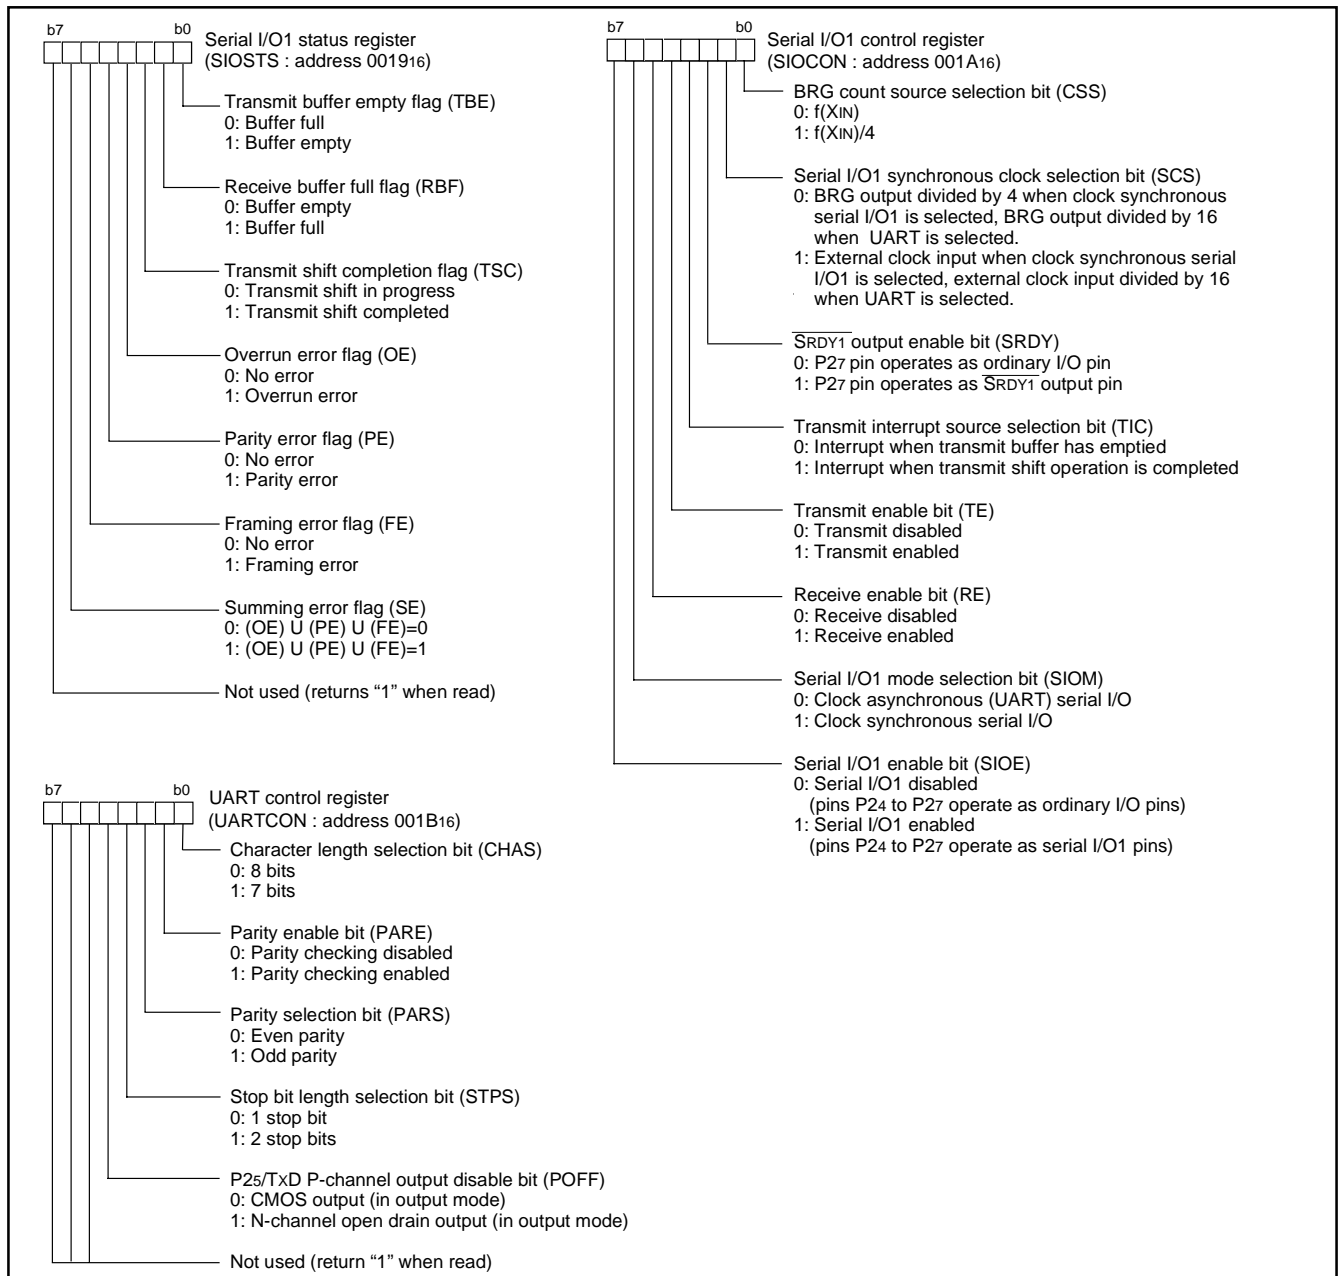 b7 b0
Serial I/O1 status register
(SIOSTS : address 001916)
Transmit buffer empty flag (TBE)
0: Buffer full
1: Buffer empty
Receive buffer full flag (RBF)
0: Buffer empty
1: Buffer full
Transmit shift completion flag (TSC)
0: Transmit shift in progress
1: Transmit shift completed
Overrun error flag (OE)
0: No error
1: Overrun error
Parity error flag (PE)
0: No error
1: Parity error
Framing error flag (FE)
0: No error
1: Framing error
Summing error flag (SE)
0: (OE) U (PE) U (FE)=0
1: (OE) U (PE) U (FE)=1
Not used (returns “1” when read)
b7 b0
UART control register
(UARTCON : address 001B16)
Character length selection bit (CHAS)
0: 8 bits
1: 7 bits
Parity enable bit (PARE)
0: Parity checking disabled
1: Parity checking enabled
Parity selection bit (PARS)
0: Even parity
1: Odd parity
Stop bit length selection bit (STPS)
0: 1 stop bit
1: 2 stop bits
P25/TXD P-channel output disable bit (POFF)
0: CMOS output (in output mode)
1: N-channel open drain output (in output mode)
Not used (return “1” when read)
b7 b0
Serial I/O1 control register
(SIOCON : address 001A16)
BRG count source selection bit (CSS)
0: f(XIN)
1: f(XIN)/4
Serial I/O1 synchronous clock selection bit (SCS)
0: BRG output divided by 4 when clock synchronous
serial I/O1 is selected, BRG output divided by 16
when UART is selected.
1: External clock input when clock synchronous serial
I/O1 is selected, external clock input divided by 16
when UART is selected.
SRDY1 output enable bit (SRDY)
0: P27 pin operates as ordinary I/O pin
1: P27 pin operates as SRDY1 output pin
Transmit interrupt source selection bit (TIC)
0: Interrupt when transmit buffer has emptied
1: Interrupt when transmit shift operation is completed
Transmit enable bit (TE)
0: Transmit disabled
1: Transmit enabled
Receive enable bit (RE)
0: Receive disabled
1: Receive enabled
Serial I/O1 mode selection bit (SIOM)
0: Clock asynchronous (UART) serial I/O
1: Clock synchronous serial I/O
Serial I/O1 enable bit (SIOE)
0: Serial I/O1 disabled
(pins P24 to P27 operate as ordinary I/O pins)
1: Serial I/O1 enabled
(pins P24 to P27 operate as serial I/O1 pins)